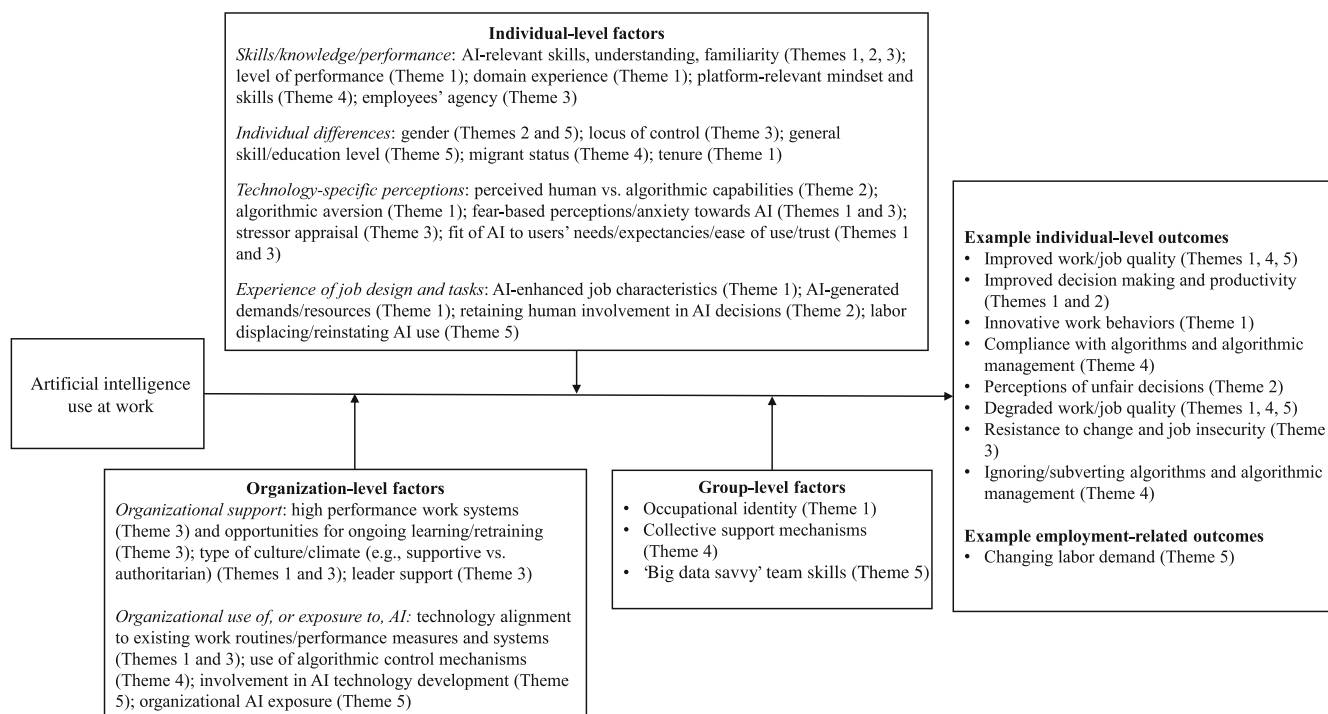 Individual-level factors
Skills/knowledge/performance: AI-relevant skills, understanding, familiarity (Themes 1, 2, 3);
level of performance (Theme 1); domain experience (Theme 1); platform-relevant mindset and
skills (Theme 4); employees’ agency (Theme 3)
Individual differences: gender (Themes 2 and 5); locus of control (Theme 3); general
skill/education level (Theme 5); migrant status (Theme 4); tenure (Theme 1)
Technology-specific perceptions: perceived human vs. algorithmic capabilities (Theme 2);
algorithmic aversion (Theme 1); fear-based perceptions/anxiety towards AI (Themes 1 and 3);
stressor appraisal (Theme 3); fit of AI to users’ needs/expectancies/ease of use/trust (Themes 1
and 3)
Experience of job design and tasks: AI-enhanced job characteristics (Theme 1); AI-generated
demands/resources (Theme 1); retaining human involvement in AI decisions (Theme 2); labor
displacing/reinstating AI use (Theme 5)
Artificial intelligence
use at work
Organization-level factors
Organizational support: high performance work systems
(Theme 3) and opportunities for ongoing learning/retraining
(Theme 3); type of culture/climate (e.g., supportive vs.
authoritarian) (Themes 1 and 3); leader support (Theme 3)
Organizational use of, or exposure to, AI: technology alignment
to existing work routines/performance measures and systems
(Themes 1 and 3); use of algorithmic control mechanisms
(Theme 4); involvement in AI technology development (Theme
5); organizational AI exposure (Theme 5)
Group-level factors
• Occupational identity (Theme 1)
• Collective support mechanisms
(Theme 4)
• ‘Big data savvy’ team skills (Theme 5)
Example individual-level outcomes
• Improved work/job quality (Themes 1, 4, 5)
• Improved decision making and productivity
(Themes 1 and 2)
• Innovative work behaviors (Theme 1)
• Compliance with algorithms and algorithmic
management (Theme 4)
• Perceptions of unfair decisions (Theme 2)
• Degraded work/job quality (Themes 1, 4, 5)
• Resistance to change and job insecurity (Theme
3)
• Ignoring/subverting algorithms and algorithmic
management (Theme 4)
Example employment-related outcomes
• Changing labor demand (Theme 5)